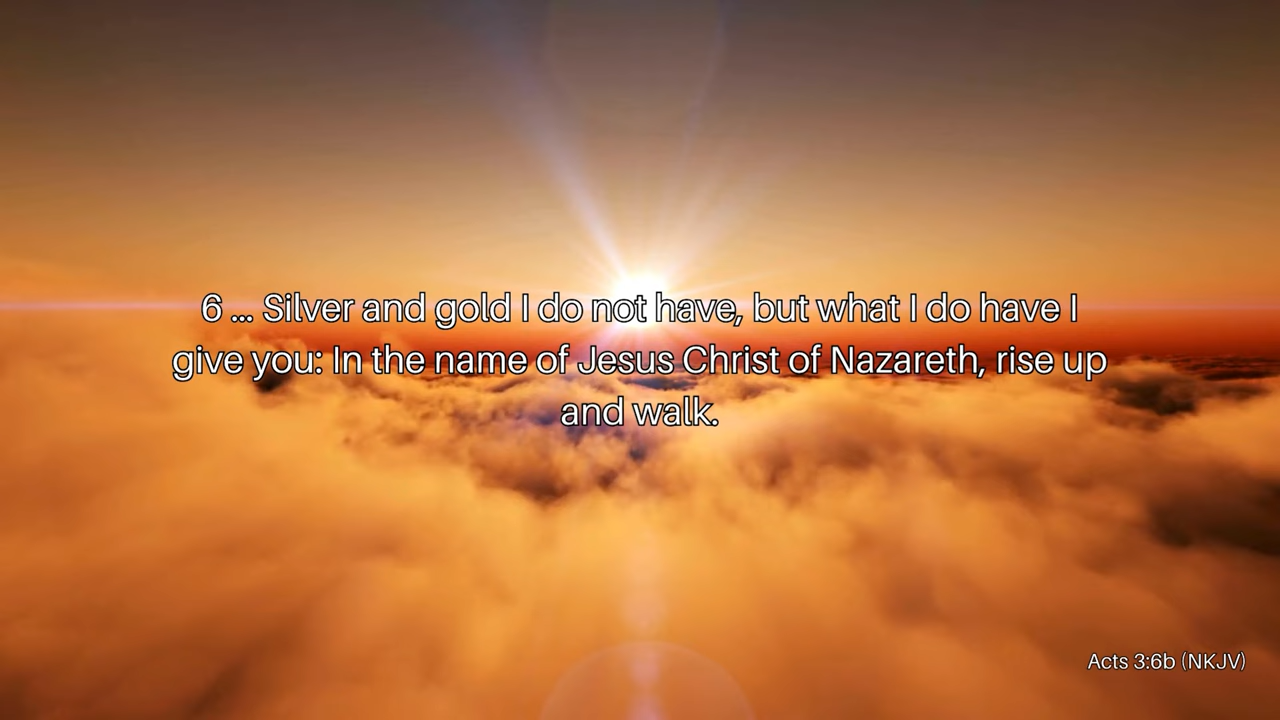 6 ... Silver and gold I do not have, but what I do have I
give you: In the name of Jesus Christ of Nazareth, rise up
and walk.
Acts 3:6b (NKJV)